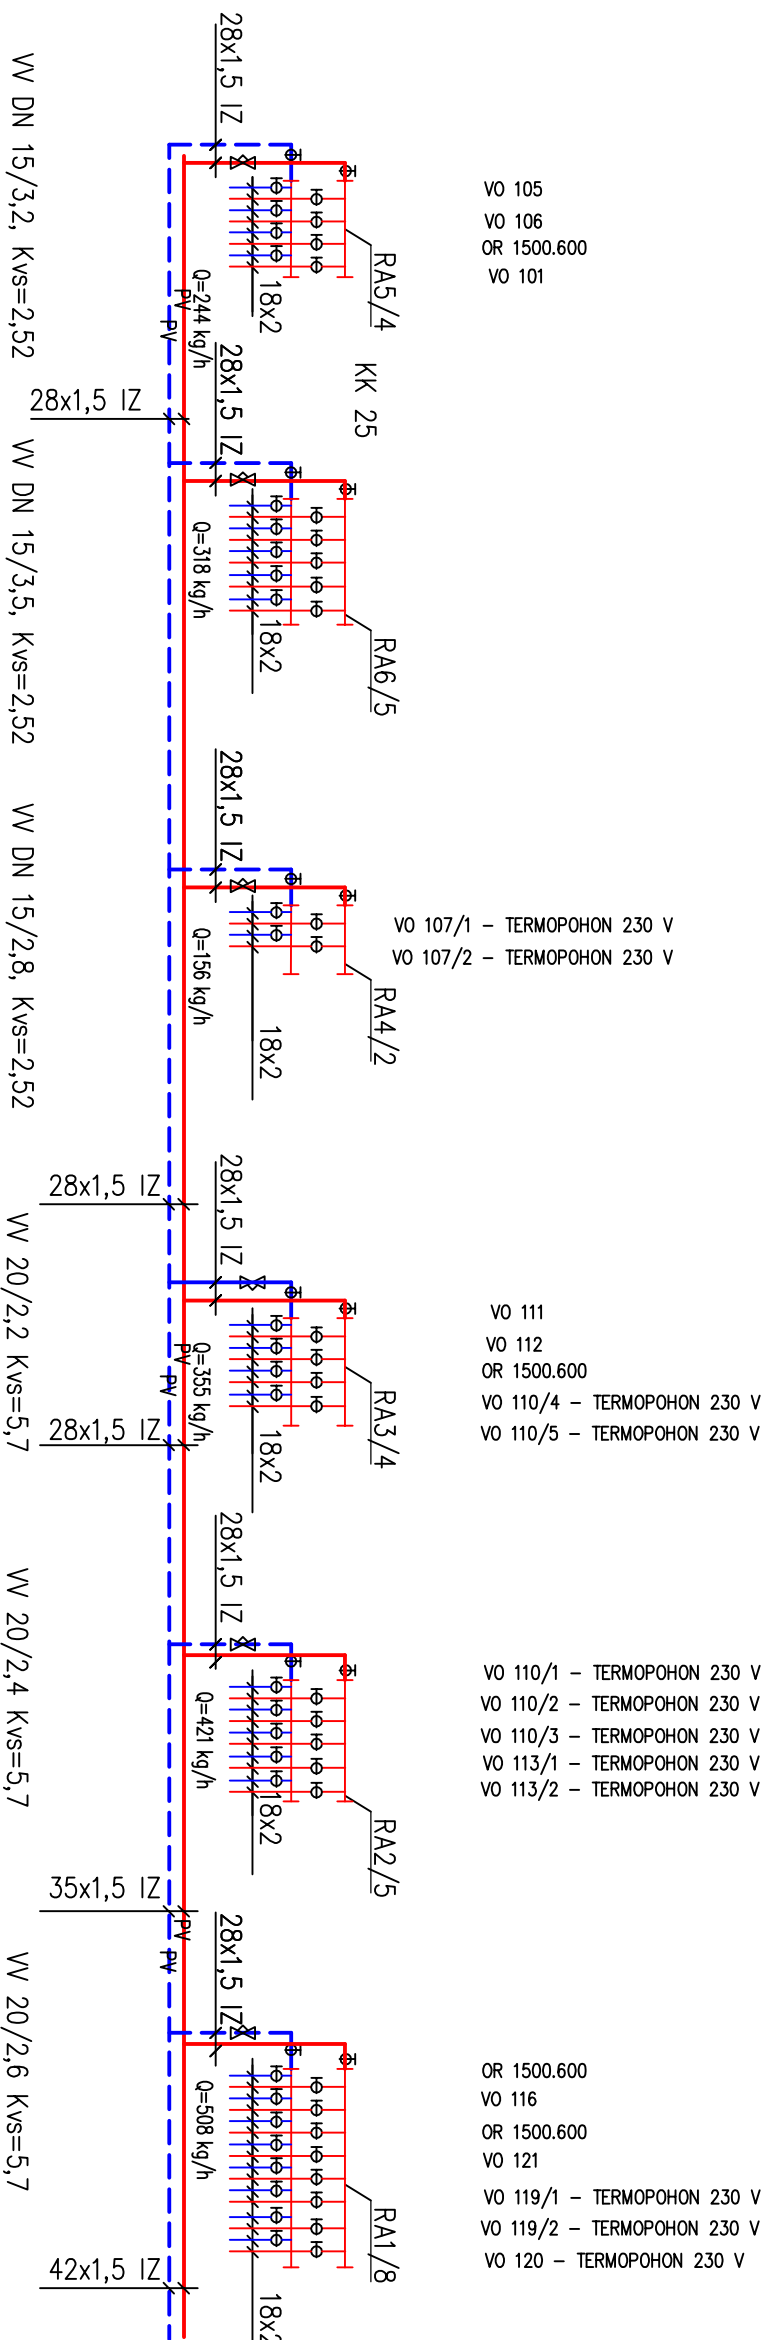 28x1,5 IZ
VV DN 15/3,2, Kvs=2,52
VO 105
VO 106
OR 1500.600
VO 101
RA5/4
18x2
Q=244 kg/h
PV
PV
KK 25
28x1,5 IZ
28x1,5 IZ
VV DN 15/3,5, Kvs=2,52
Q=318 kg/h
18x2
RA6/5
28x1,5 IZ
VV DN 15/2,8, Kvs=2,52
VO 107/1 - TERMOPOHON 230 V
VO 107/2 - TERMOPOHON 230 V
Q=156 kg/h
RA4/2
18x2
28x1,5 IZ
28x1,5 IZ
VV 20/2,2 Kvs=5,7
VO 111
VO 112
OR 1500.600
VO 110/4 - TERMOPOHON 230 V
VO 110/5 - TERMOPOHON 230 V
Q=355 kg/h
PV
PV
RA3/4
18x2
28x1,5 IZ
28x1,5 IZ
VV 20/2,4 Kvs=5,7
VO 110/1 - TERMOPOHON 230 V
VO 110/2 - TERMOPOHON 230 V
VO 110/3 - TERMOPOHON 230 V
VO 113/1 - TERMOPOHON 230 V
VO 113/2 - TERMOPOHON 230 V
Q=421 kg/h
18x2
RA2/5
35x1,5 IZ
PV
PV
28x1,5 IZ
VV 20/2,6 Kvs=5,7
OR 1500.600
VO 116
OR 1500.600
VO 121
VO 119/1 - TERMOPOHON 230 V
VO 119/2 - TERMOPOHON 230 V
VO 120 - TERMOPOHON 230 V
Q=508 kg/h
RA1/8
42x1,5 IZ
18x2